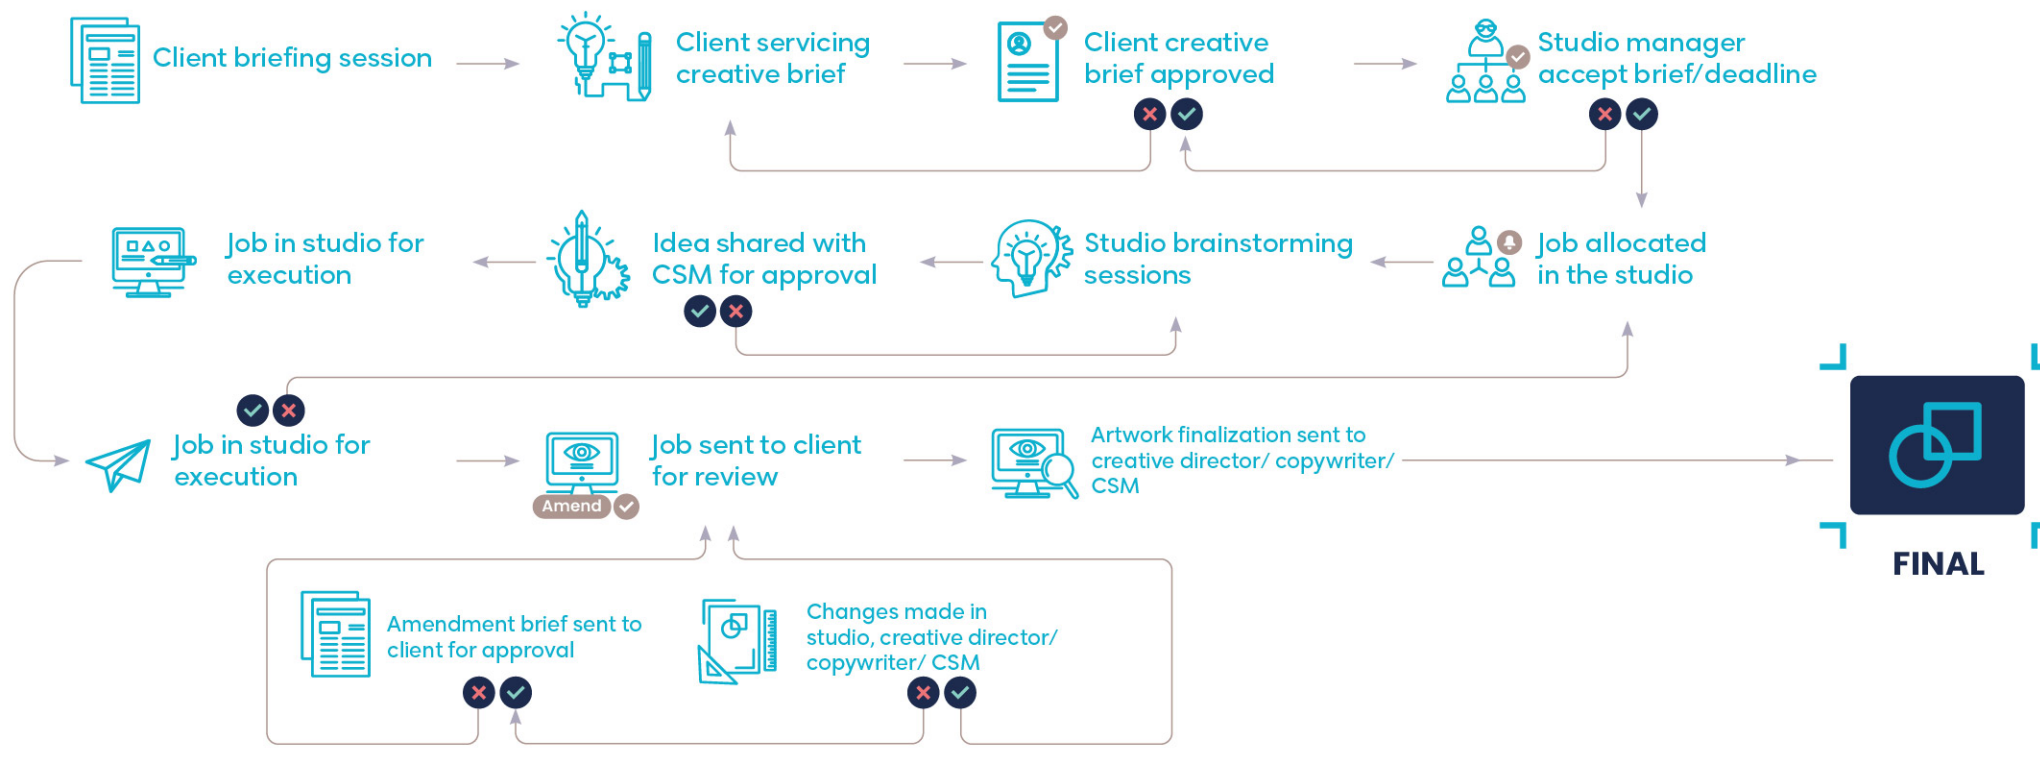 Client briefing session
Client servicing
creative brief
Client creative
brief approved
Studio manager
accept brief/deadline
Job in studio for
execution
Idea shared with
CSM for approval
Studio brainstorming
sessions
Job allocated
in the studio
Job in studio for
execution
Job sent to client
for review
Amend
Artwork finalization sent to
creative director/ copywriter/
CSM
FINAL
Amendment brief sent to
client for approval
Changes made in
studio, creative director/
copywriter/ CSM